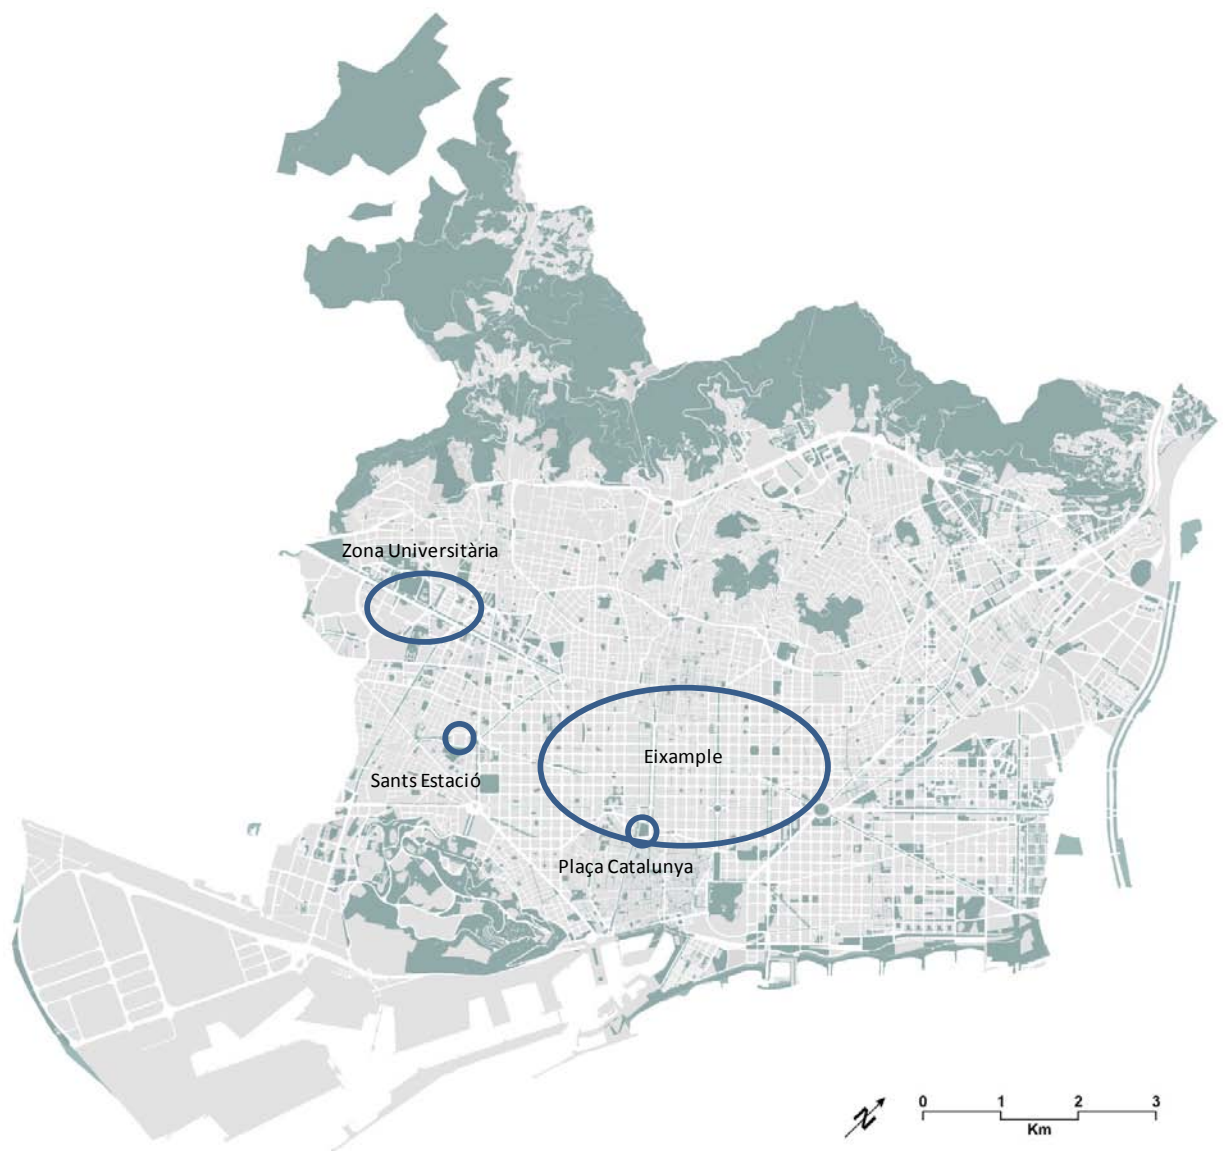 Zona Universitària
Eixample
Sants Estació
Plaça Catalunya
N
0 1 2 3
Km